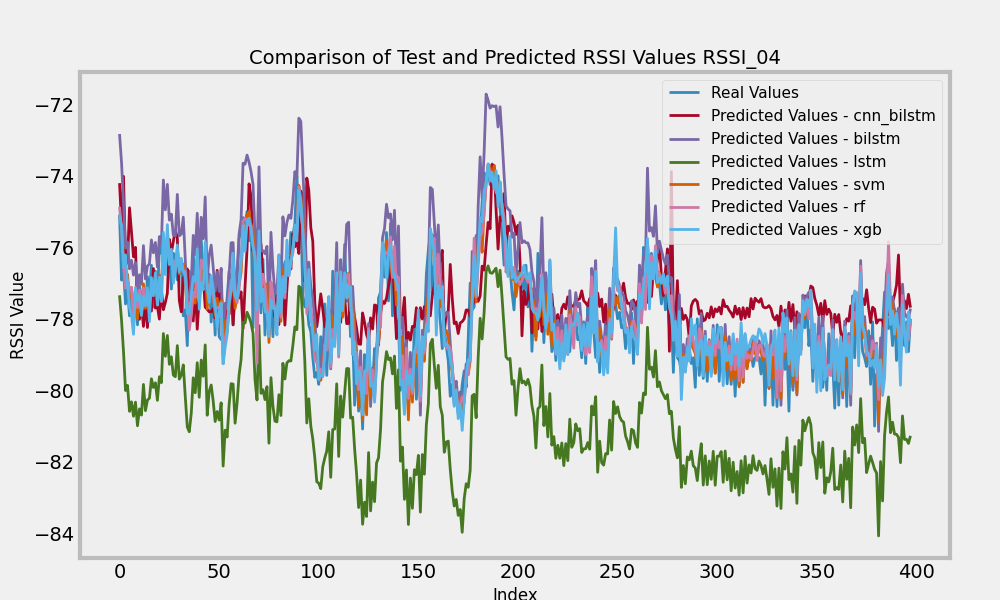 Comparison of Test and Predicted RSSI Values RSSI_04
Real Values
Predicted Values - cnn_bilstm
Predicted Values - bilstm
Predicted Values - lstm
Predicted Values - svm
Predicted Values - rf
Predicted Values - xgb
RSSI Value
−72
−74
−76
−78
−80
−82
−84
0 50 100 150 200 250 300 350 400
Index